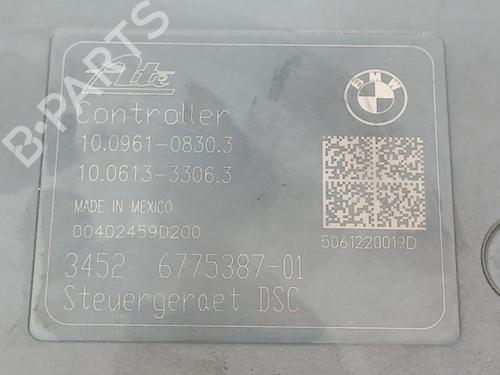 B-PARTS
Ate
BMW
Controller
10.0961-0830.3
10.0613-3306.3
MADE IN MEXICO
00402459D200
5061220019D
3452 6775387-01
Steuergeraet DSC